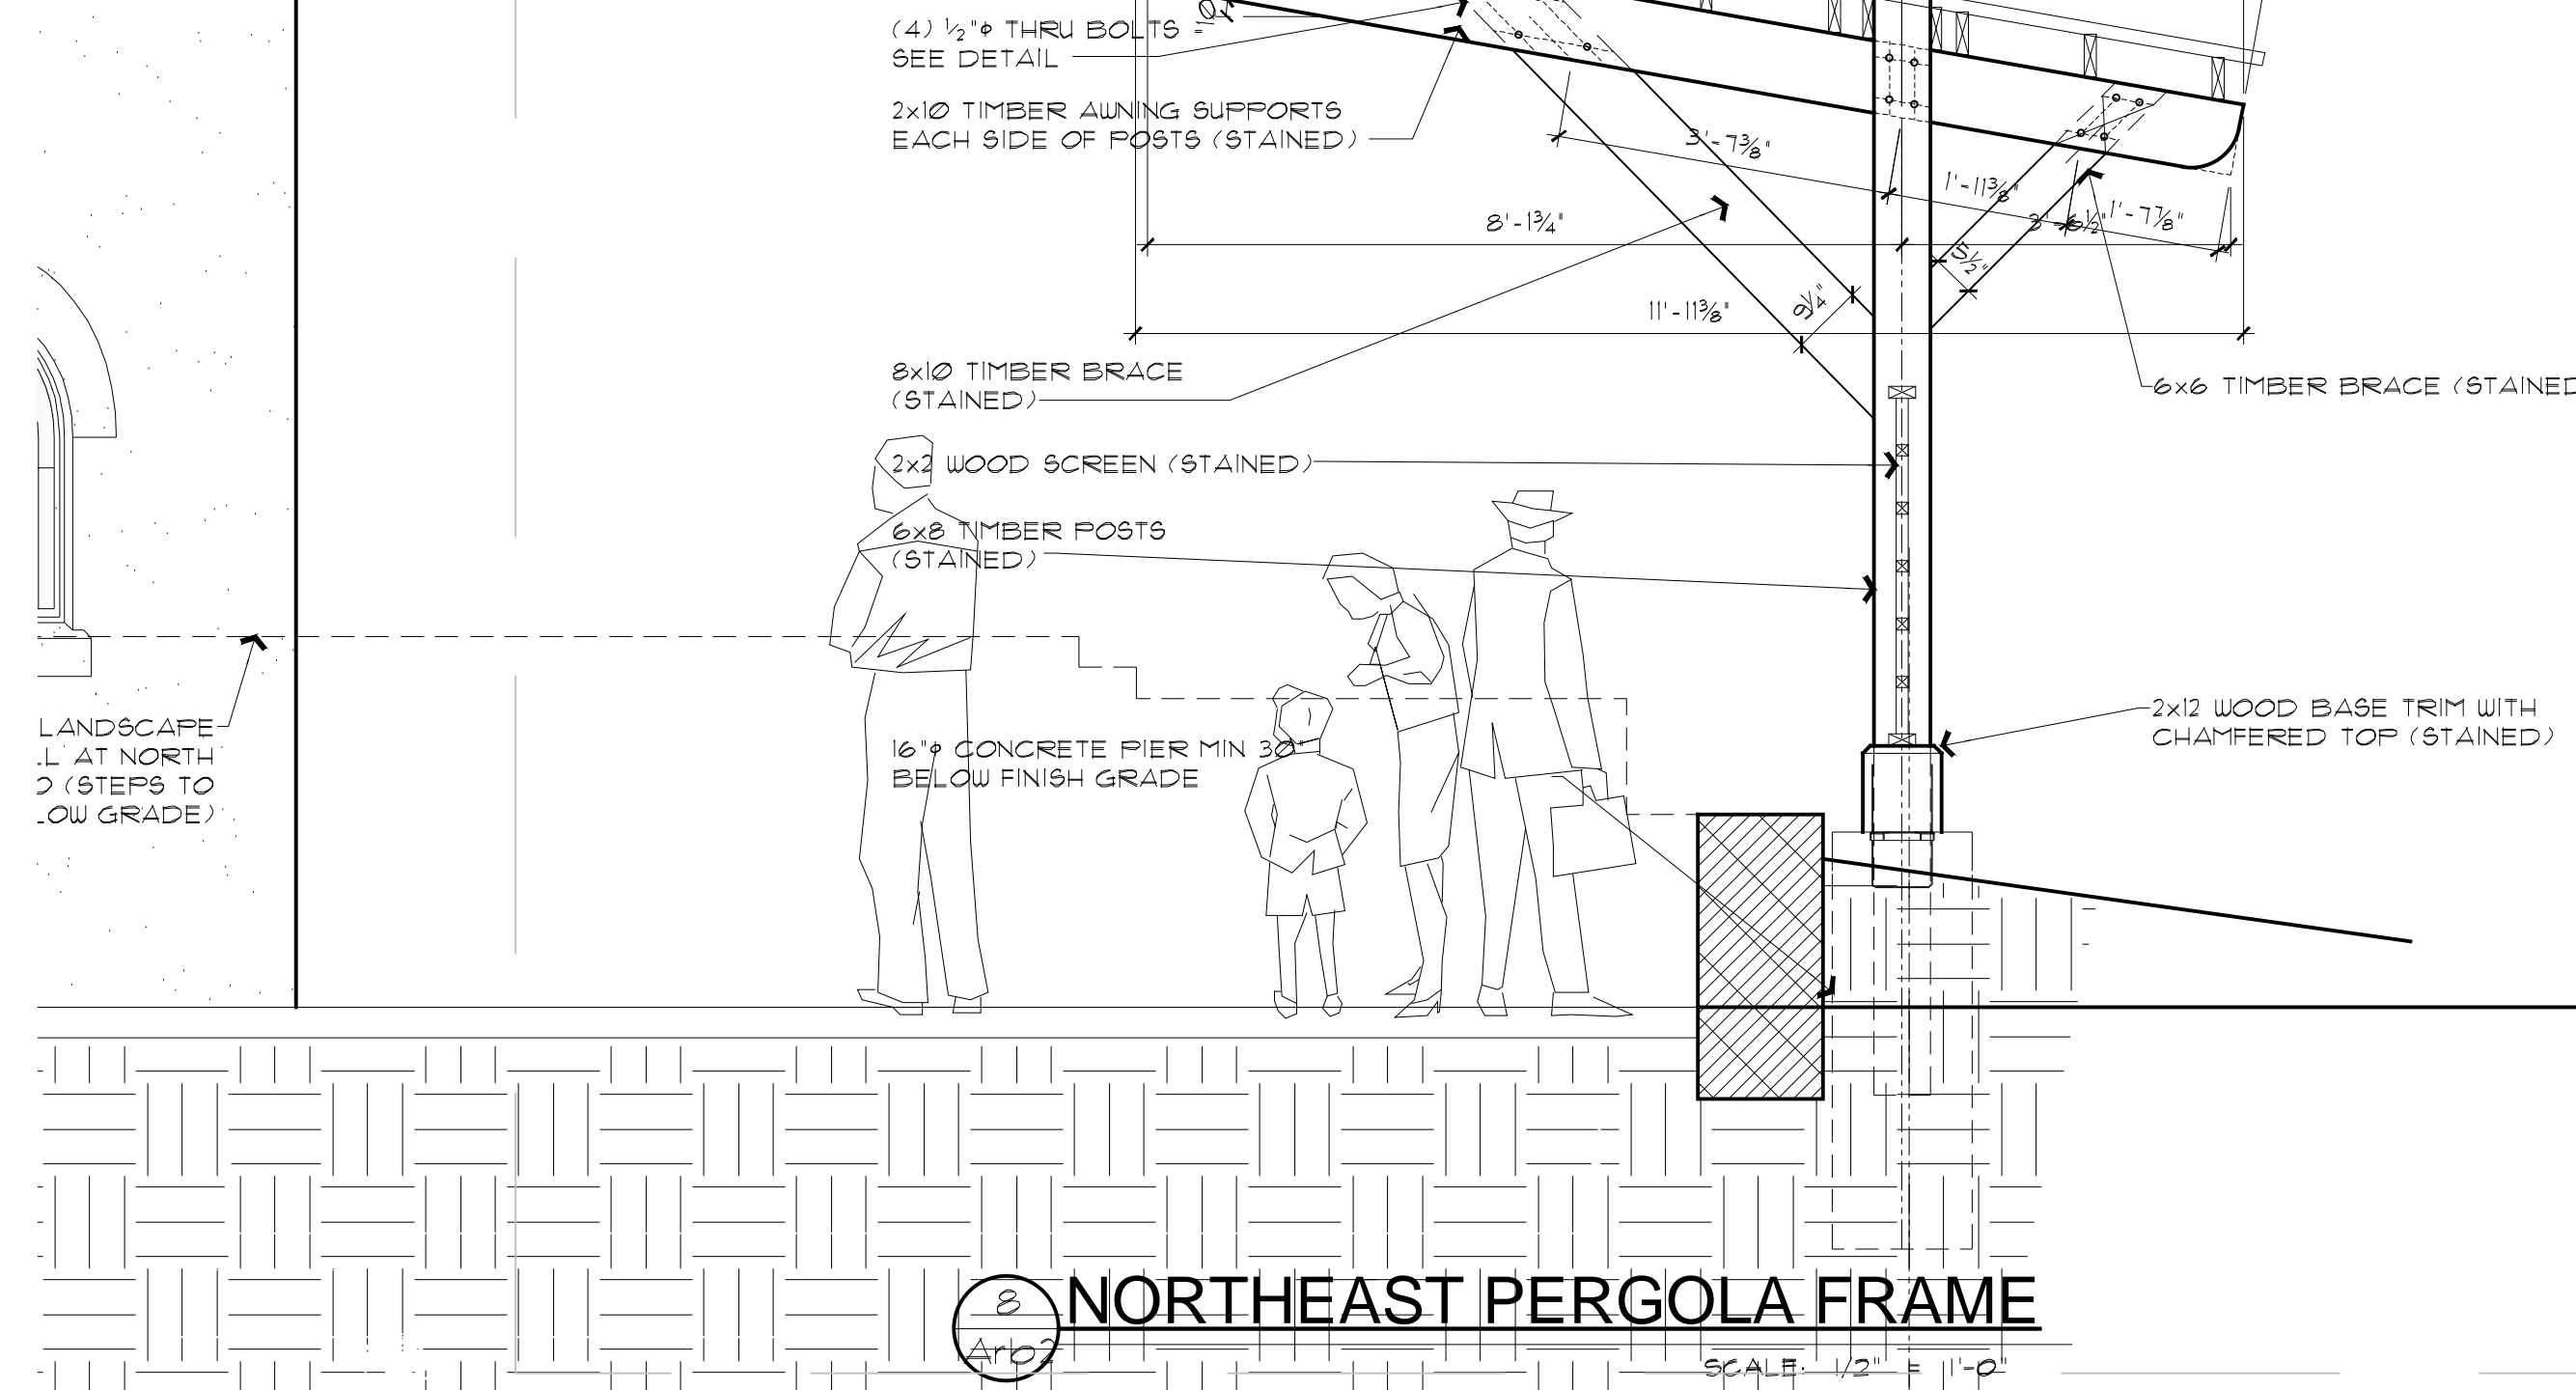 (4) ½"ϕ THRU BOLTS =
SEE DETAIL
2x10 TIMBER AWNING SUPPORTS
EACH SIDE OF POSTS (STAINED)
3'-7⅜"
1'-11⅜"
3'-6½"
1'-7⅞"
8'-1¾"
5½"
11'-11⅜"
9¼"
8x10 TIMBER BRACE
(STAINED)
6x6 TIMBER BRACE (STAINED
2x2 WOOD SCREEN (STAINED)
6x8 TIMBER POSTS
(STAINED)
LANDSCAPE
AT NORTH
(STEPS TO
GRADE)
2x12 WOOD BASE TRIM WITH
CHAMFERED TOP (STAINED)
16"ϕ CONCRETE PIER MIN 30"
BELOW FINISH GRADE
8
Arb2
NORTHEAST PERGOLA FRAME
SCALE: 1/2" = 1'-0"